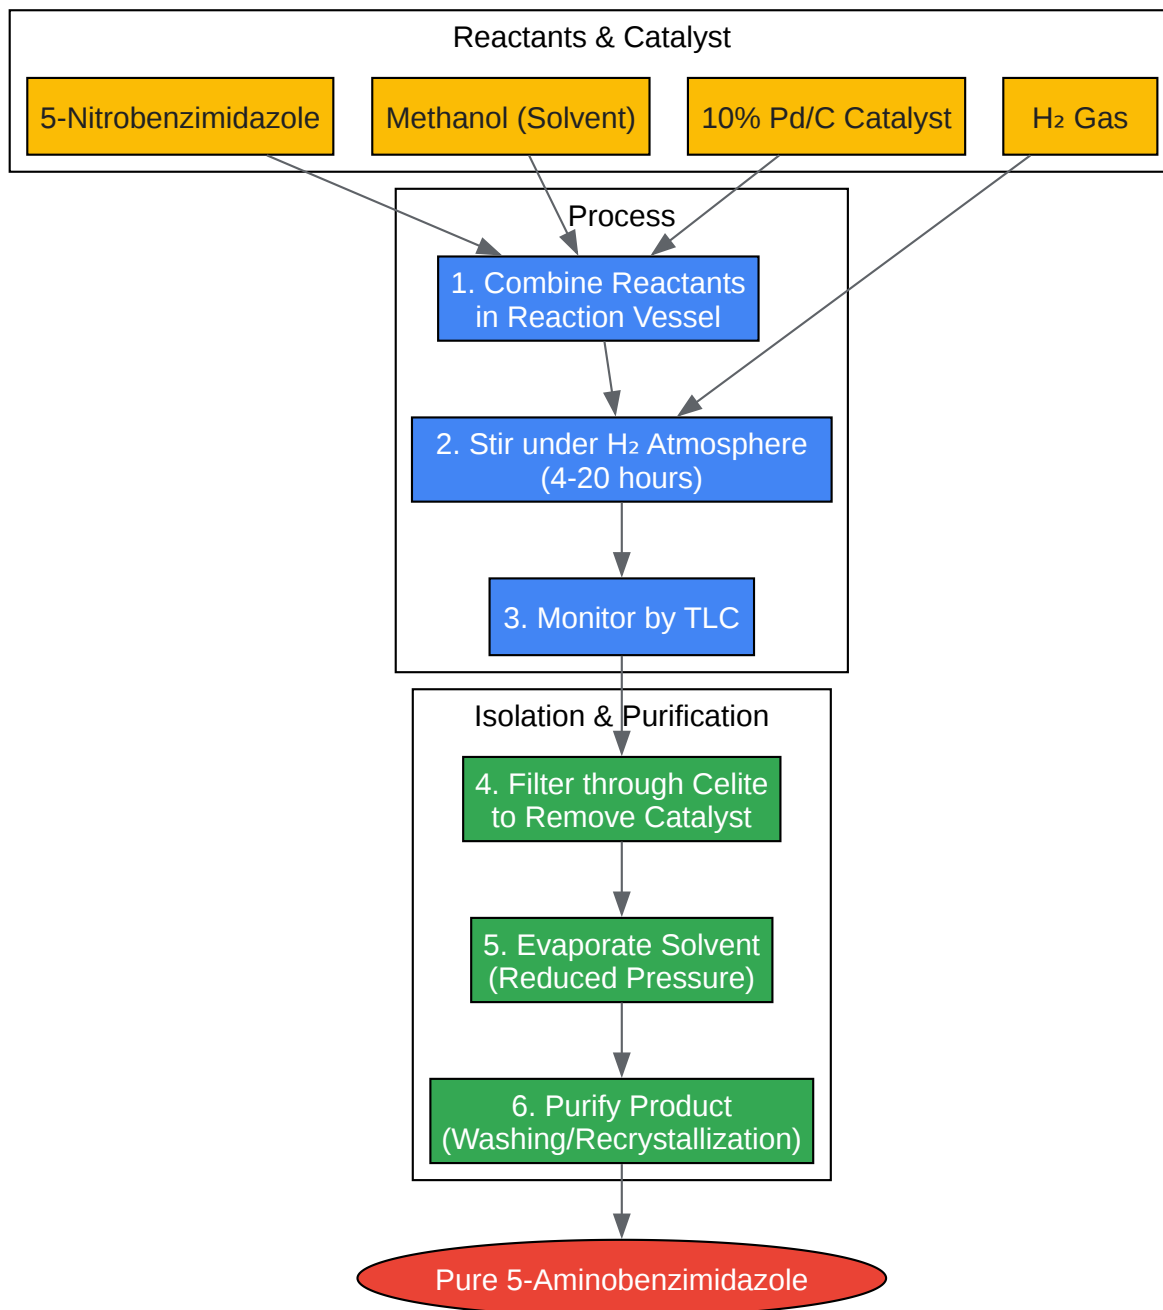 Reactants & Catalyst
5-Nitrobenzimidazole
Methanol (Solvent)
10% Pd/C Catalyst
H₂ Gas
Process
1. Combine Reactants
in Reaction Vessel
2. Stir under H₂ Atmosphere
(4-20 hours)
3. Monitor by TLC
Isolation & Purification
4. Filter through Celite
to Remove Catalyst
5. Evaporate Solvent
(Reduced Pressure)
6. Purify Product
(Washing/Recrystallization)
Pure 5-Aminobenzimidazole